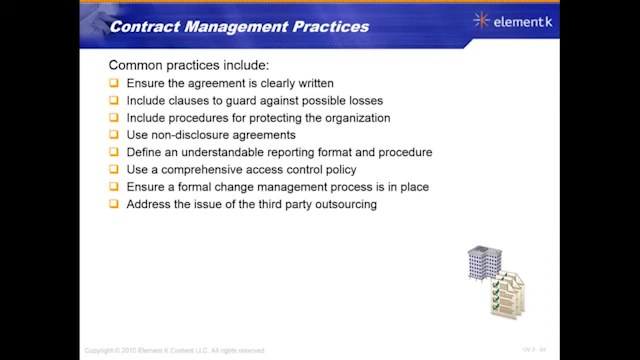 Contract Management Practices
element k
Common practices include:
Ensure the agreement is clearly written
Include clauses to guard against possible losses
Include procedures for protecting the organization
Use non-disclosure agreements
Define an understandable reporting format and procedure
Use a comprehensive access control policy
Ensure a formal change management process is in place
Address the issue of the third party outsourcing
Copyright © 2010 Element K Content LLC. All rights reserved.